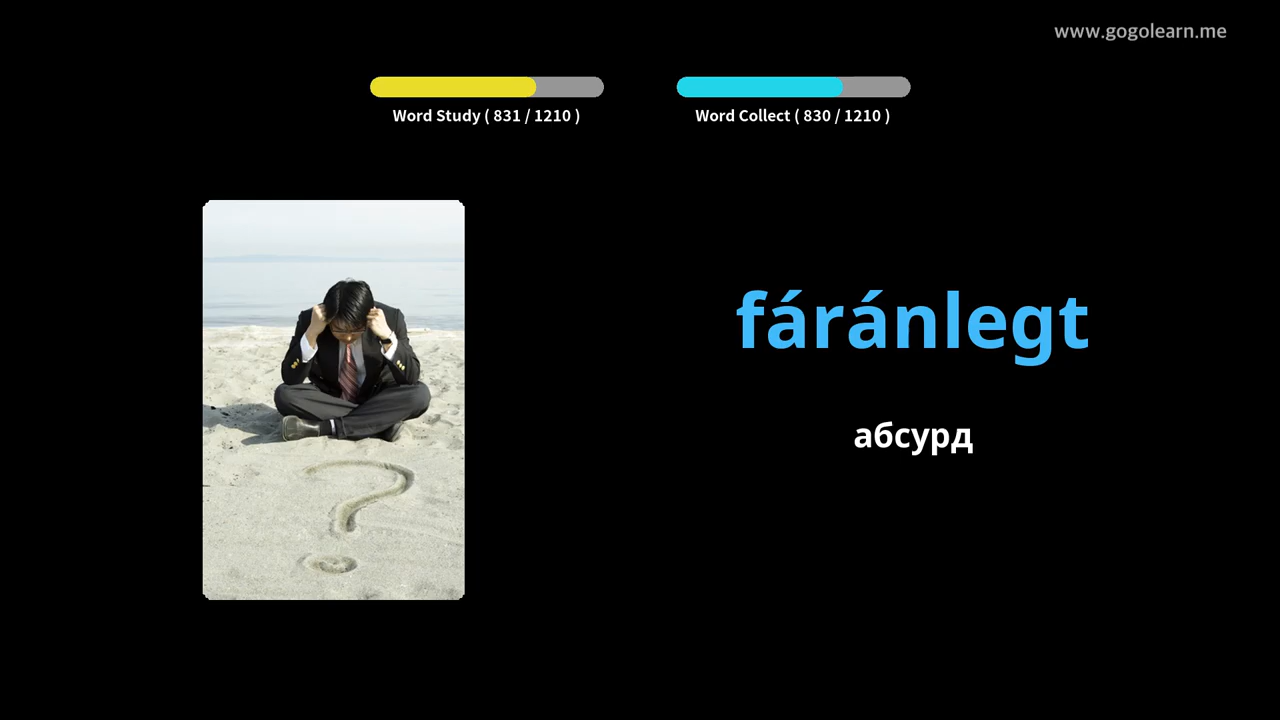 www.gogolearn.me
Word Study ( 831 / 1210 )
Word Collect ( 830 / 1210 )
fáránlegt
абсурд
?